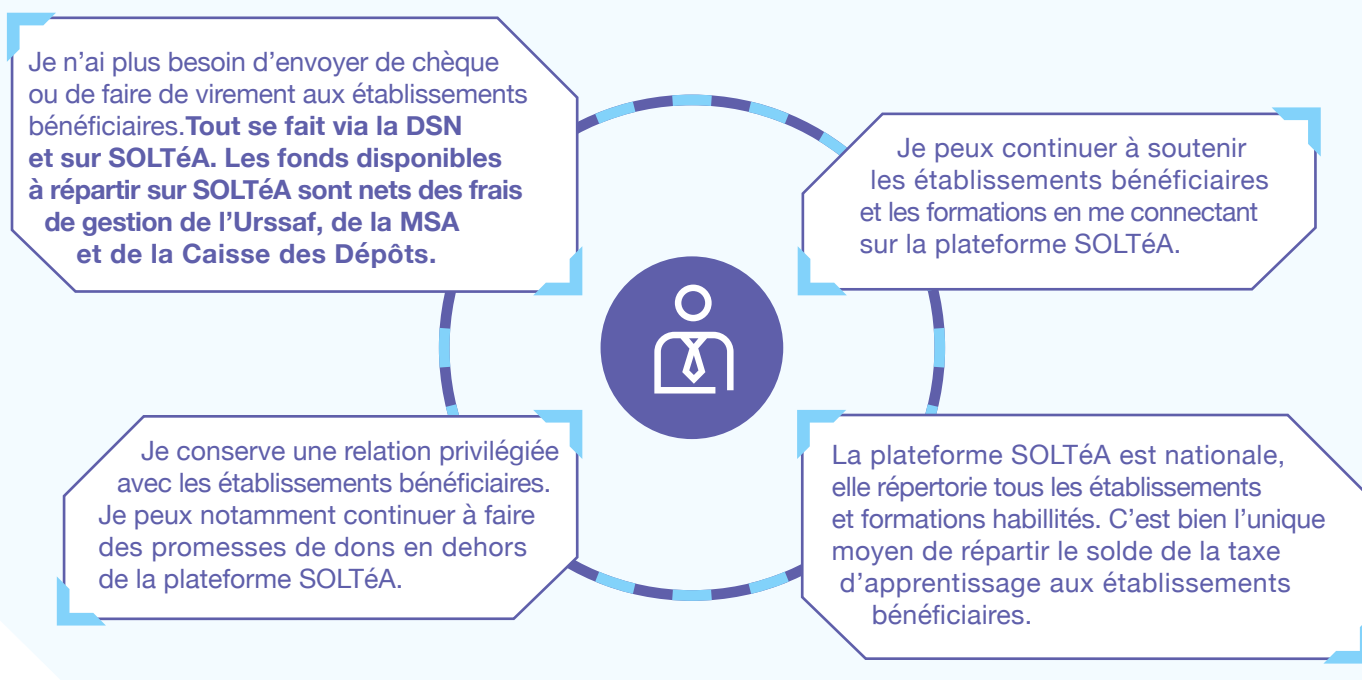 Je n'ai plus besoin d'envoyer de chèque
ou de faire de virement aux établissements
bénéficiaires.Tout se fait via la DSN
et sur SOLTéA. Les fonds disponibles
à répartir sur SOLTéA sont nets des frais
de gestion de l'Urssaf, de la MSA
et de la Caisse des Dépôts.
Je peux continuer à soutenir
les établissements bénéficiaires
et les formations en me connectant
sur la plateforme SOLTéA.
Je conserve une relation privilégiée
avec les établissements bénéficiaires.
Je peux notamment continuer à faire
des promesses de dons en dehors
de la plateforme SOLTéA.
La plateforme SOLTéA est nationale,
elle répertorie tous les établissements
et formations habillités. C'est bien l'unique
moyen de répartir le solde de la taxe
d'apprentissage aux établissements
bénéficiaires.